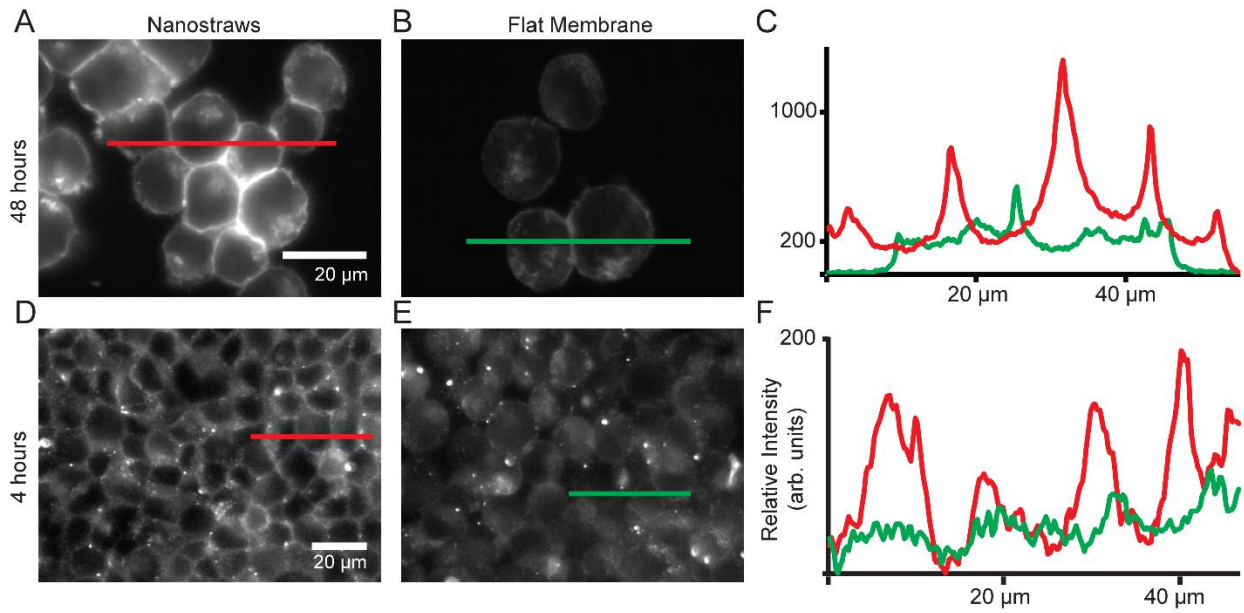 A
Nanostraws
B
Flat Membrane
C
48 hours
20 µm
1000
200
20 µm
40 µm
D
E
F
4 hours
20 µm
200
Relative Intensity
(arb. units)
20 µm
40 µm